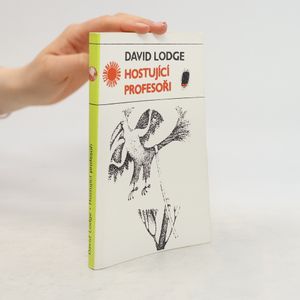 DAVID LODGE
HOSTUJÍCÍ
PROFESOŘI
David Lodge • Hostující profesoři